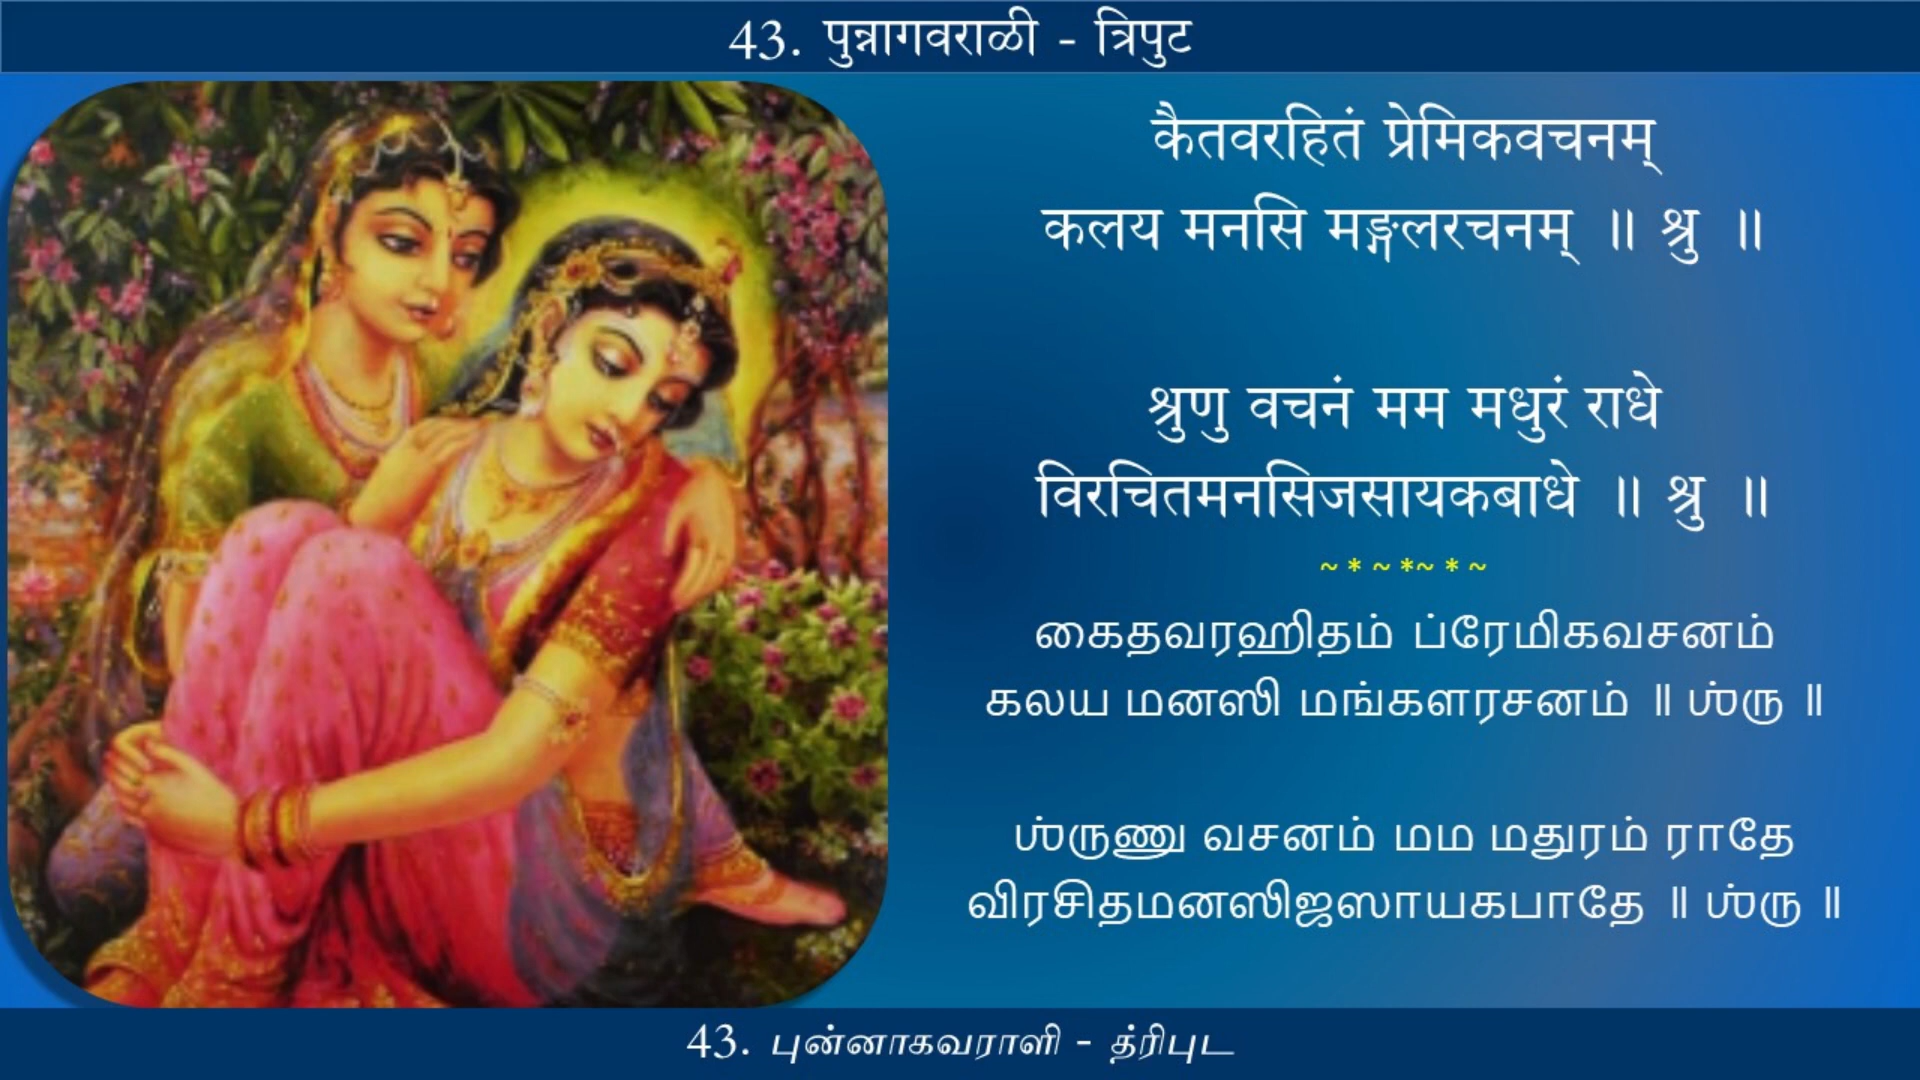 43. पुन्नागवराळी - त्रिपुट
कैतवरहितं प्रेमिकवचनम्
कलय मनसि मङ्गलरचनम् ॥ श्रु ॥
श्रुणु वचनं मम मधुरं राधे
विरचितमनसिजसायकबाधे ॥ श्रु ॥
~ * ~ *~ * ~
கைதவரஹிதம் ப்ரேமிகவசனம்
கலய மனஸி மங்களரசனம் ॥ ஶ்ரு ॥
ஶ்ருணு வசனம் மம மதுரம் ராதே
விரசிதமனஸிஜஸாயகபாதே ॥ ஶ்ரு ॥
43. புன்னாகவராளி - த்ரிபுட